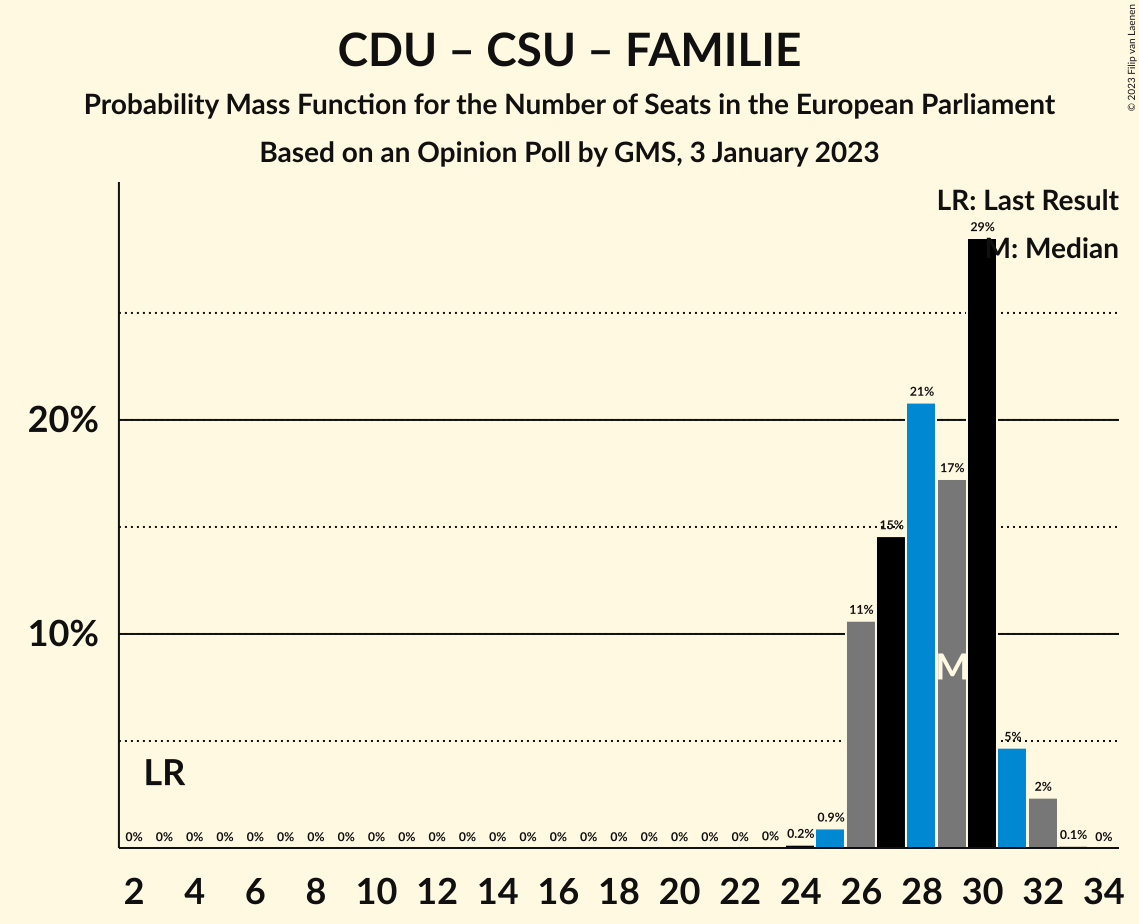 CDU – CSU – FAMILIE
Probability Mass Function for the Number of Seats in the European Parliament
Based on an Opinion Poll by GMS, 3 January 2023
© 2023 Filip van Laenen
LR: Last Result
M: Median
29%
21%
20%
17%
15%
11%
10%
M
5%
LR
2%
0% 0% 0% 0% 0% 0% 0% 0% 0% 0% 0% 0% 0% 0% 0% 0% 0% 0% 0% 0% 0% 0% 0.2% 0.9% 0.1% 0%
2 4 6 8 10 12 14 16 18 20 22 24 26 28 30 32 34